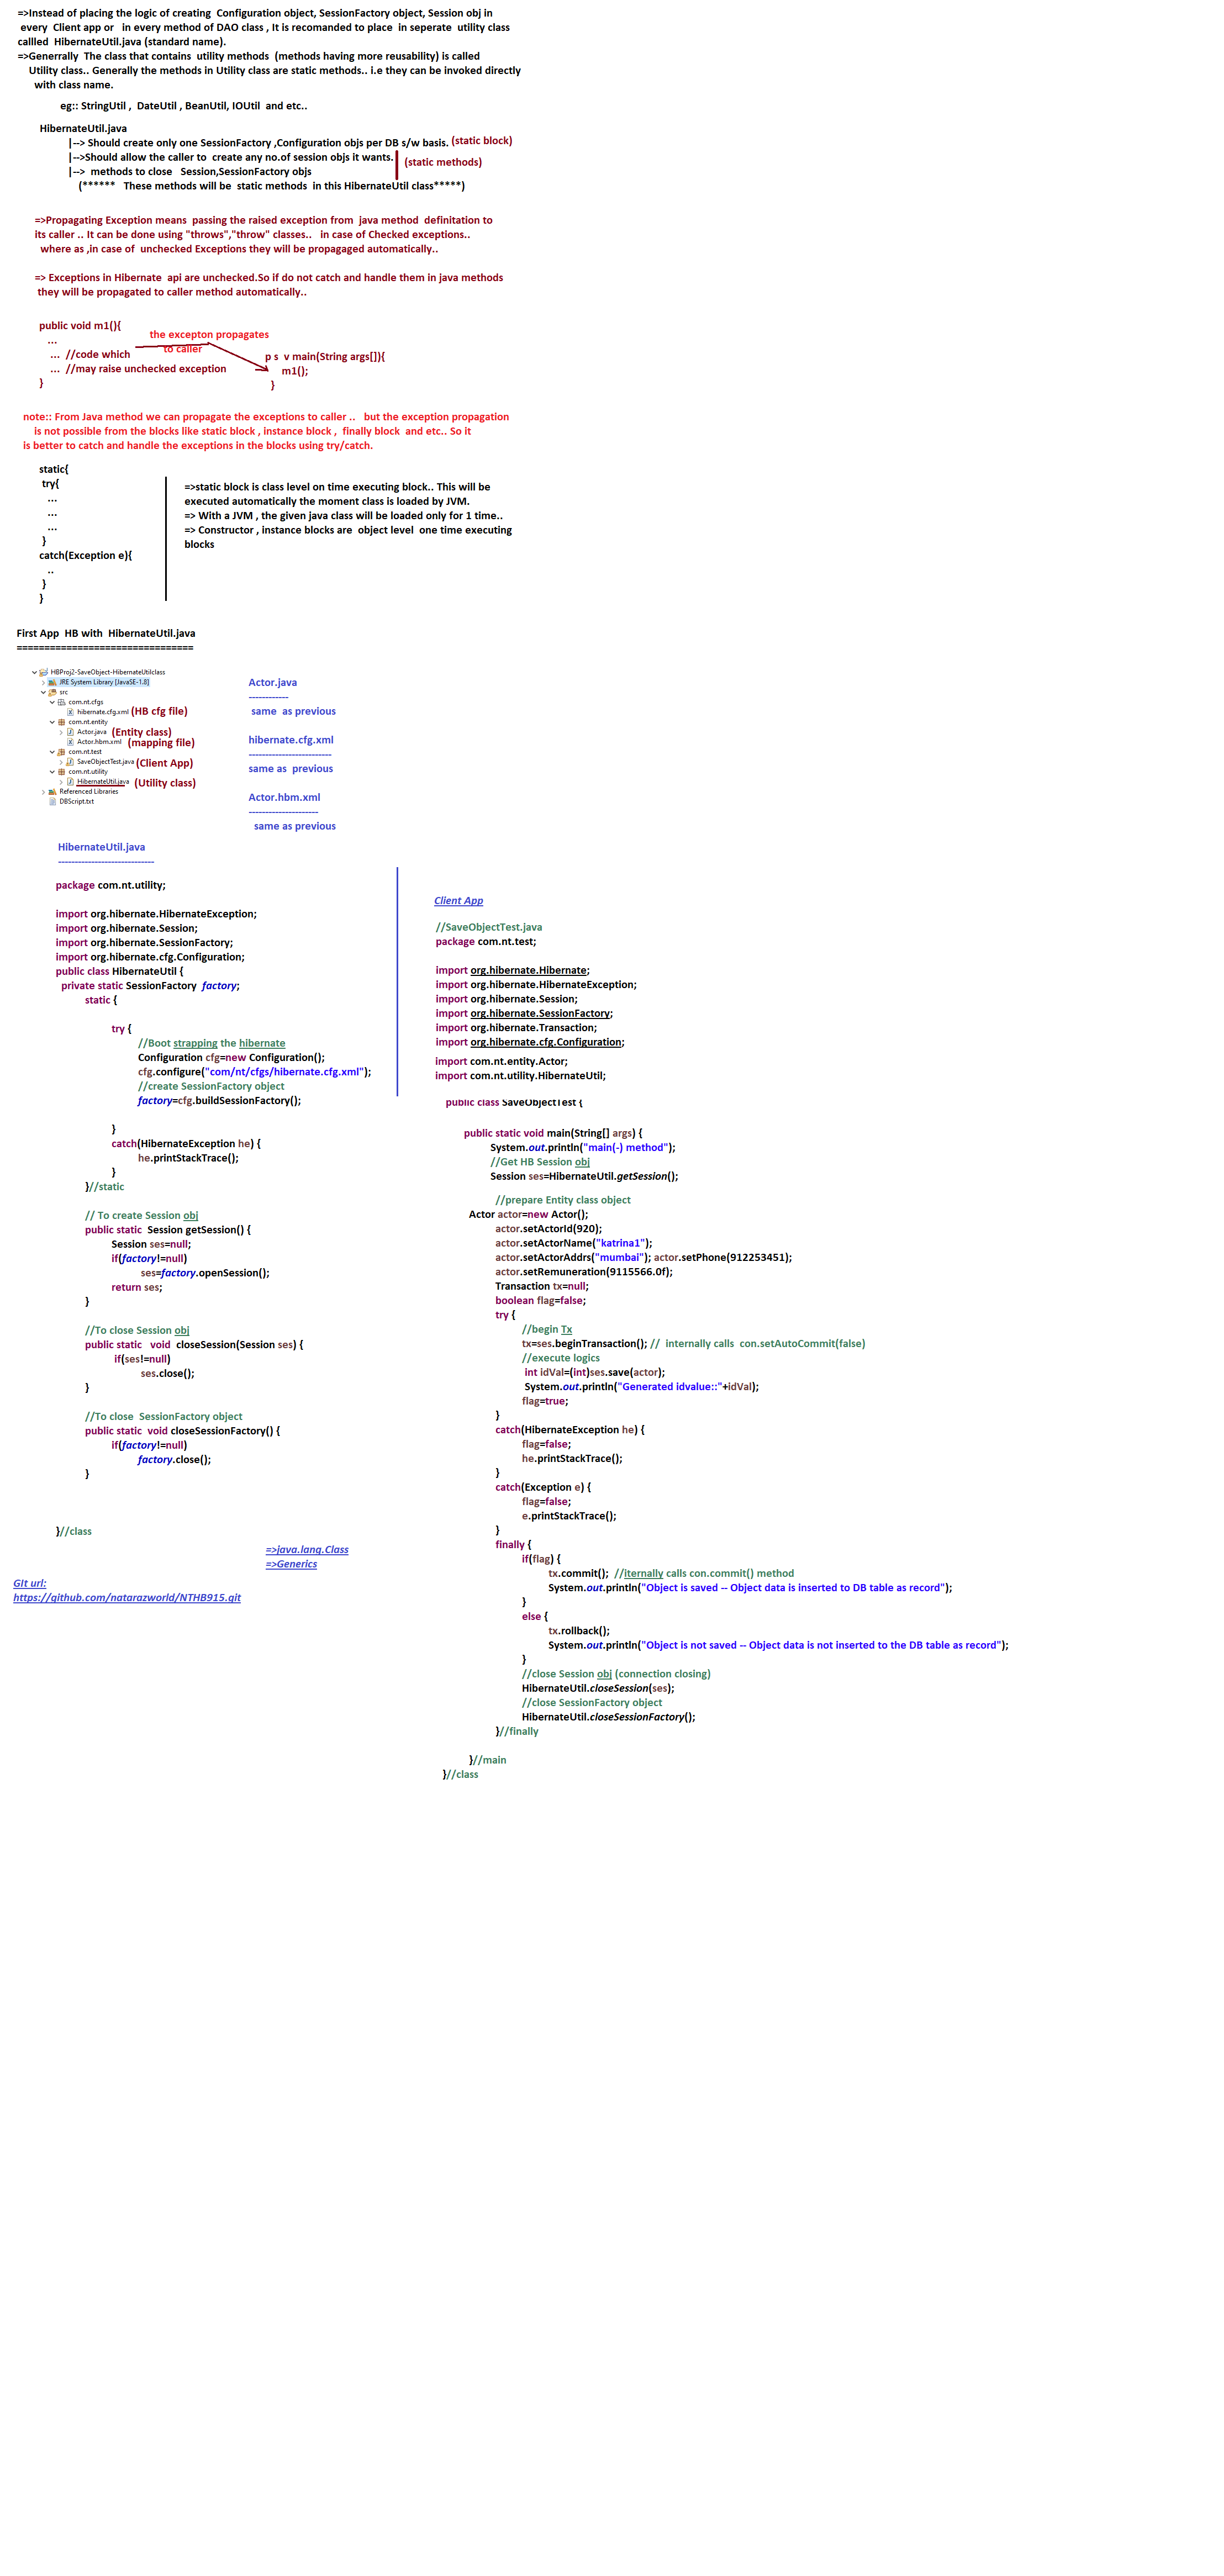 =>Instead of placing the logic of creating  Configuration object, SessionFactory object, Session obj in
every  Client app or   in every method of DAO class , It is recomanded to place  in seperate  utility class
callled  HibernateUtil.java (standard name).
=>Generrally  The class that contains  utility methods  (methods having more reusability) is called
Utility class.. Generally the methods in Utility class are static methods.. i.e they can be invoked directly
with class name.
eg:: StringUtil ,  DateUtil , BeanUtil, IOUtil  and etc..
HibernateUtil.java
|--> Should create only one SessionFactory ,Configuration objs per DB s/w basis. (static block)
|-->Should allow the caller to  create any no.of session objs it wants.
(static methods)
|-->  methods to close   Session,SessionFactory objs
(******   These methods will be  static methods  in this HibernateUtil class*****)
=>Propagating Exception means  passing the raised exception from  java method  definitation to
its caller .. It can be done using "throws","throw" classes..   in case of Checked exceptions..
where as ,in case of  unchecked Exceptions they will be propagaged automatically..
=> Exceptions in Hibernate  api are unchecked.So if do not catch and handle them in java methods
they will be propagated to caller method automatically..
public void m1(){
...
... //code which
... //may raise unchecked exception
}
the excepton propagates
to caller
p s  v main(String args[]){
m1();
}
note:: From Java method we can propagate the exceptions to caller ..   but the exception propagation
is not possible from the blocks like static block , instance block ,  finally block  and etc.. So it
is better to catch and handle the exceptions in the blocks using try/catch.
static{
try{
...
...
...
}
catch(Exception e){
..
}
}
=>static block is class level on time executing block.. This will be
executed automatically the moment class is loaded by JVM.
=> With a JVM , the given java class will be loaded only for 1 time..
=> Constructor , instance blocks are  object level  one time executing
blocks
First App  HB with  HibernateUtil.java
================================
HBProj2-SaveObject-HibernateUtilclass
JRE System Library [JavaSE-1.8]
src
com.nt.cfgs
hibernate.cfg.xml (HB cfg file)
com.nt.entity
Actor.java (Entity class)
Actor.hbm.xml (mapping file)
com.nt.test
SaveObjectTest.java (Client App)
com.nt.utility
HibernateUtil.java (Utility class)
Referenced Libraries
DBScript.txt
Actor.java
------------
same  as previous
hibernate.cfg.xml
-------------------------
same as  previous
Actor.hbm.xml
---------------------
same as previous
HibernateUtil.java
-----------------------------
package com.nt.utility;
import org.hibernate.HibernateException;
import org.hibernate.Session;
import org.hibernate.SessionFactory;
import org.hibernate.cfg.Configuration;
public class HibernateUtil {
private static SessionFactory  factory;
static {
try {
//Boot strapping the hibernate
Configuration cfg=new Configuration();
cfg.configure("com/nt/cfgs/hibernate.cfg.xml");
//create SessionFactory object
factory=cfg.buildSessionFactory();
}
catch(HibernateException he) {
he.printStackTrace();
}
}//static
// To create Session obj
public static  Session getSession() {
Session ses=null;
if(factory!=null)
ses=factory.openSession();
return ses;
}
//To close Session obj
public static   void  closeSession(Session ses) {
if(ses!=null)
ses.close();
}
//To close  SessionFactory object
public static  void closeSessionFactory() {
if(factory!=null)
factory.close();
}
}//class
=>java.lang.Class
=>Generics
GIt url:
https://github.com/natarazworld/NTHB915.git
Client App
//SaveObjectTest.java
package com.nt.test;
import org.hibernate.Hibernate;
import org.hibernate.HibernateException;
import org.hibernate.Session;
import org.hibernate.SessionFactory;
import org.hibernate.Transaction;
import org.hibernate.cfg.Configuration;
import com.nt.entity.Actor;
import com.nt.utility.HibernateUtil;
public class SaveObjectTest {
public static void main(String[] args) {
System.out.println("main(-) method");
//Get HB Session obj
Session ses=HibernateUtil.getSession();
//prepare Entity class object
Actor actor=new Actor();
actor.setActorId(920);
actor.setActorName("katrina1");
actor.setActorAddrs("mumbai"); actor.setPhone(912253451);
actor.setRemuneration(9115566.0f);
Transaction tx=null;
boolean flag=false;
try {
//begin Tx
tx=ses.beginTransaction(); //  internally calls  con.setAutoCommit(false)
//execute logics
int idVal=(int)ses.save(actor);
System.out.println("Generated idvalue::"+idVal);
flag=true;
}
catch(HibernateException he) {
flag=false;
he.printStackTrace();
}
catch(Exception e) {
flag=false;
e.printStackTrace();
}
finally {
if(flag) {
tx.commit();  //iternally calls con.commit() method
System.out.println("Object is saved -- Object data is inserted to DB table as record");
}
else {
tx.rollback();
System.out.println("Object is not saved -- Object data is not inserted to the DB table as record");
}
//close Session obj (connection closing)
HibernateUtil.closeSession(ses);
//close SessionFactory object
HibernateUtil.closeSessionFactory();
}//finally
}//main
}//class